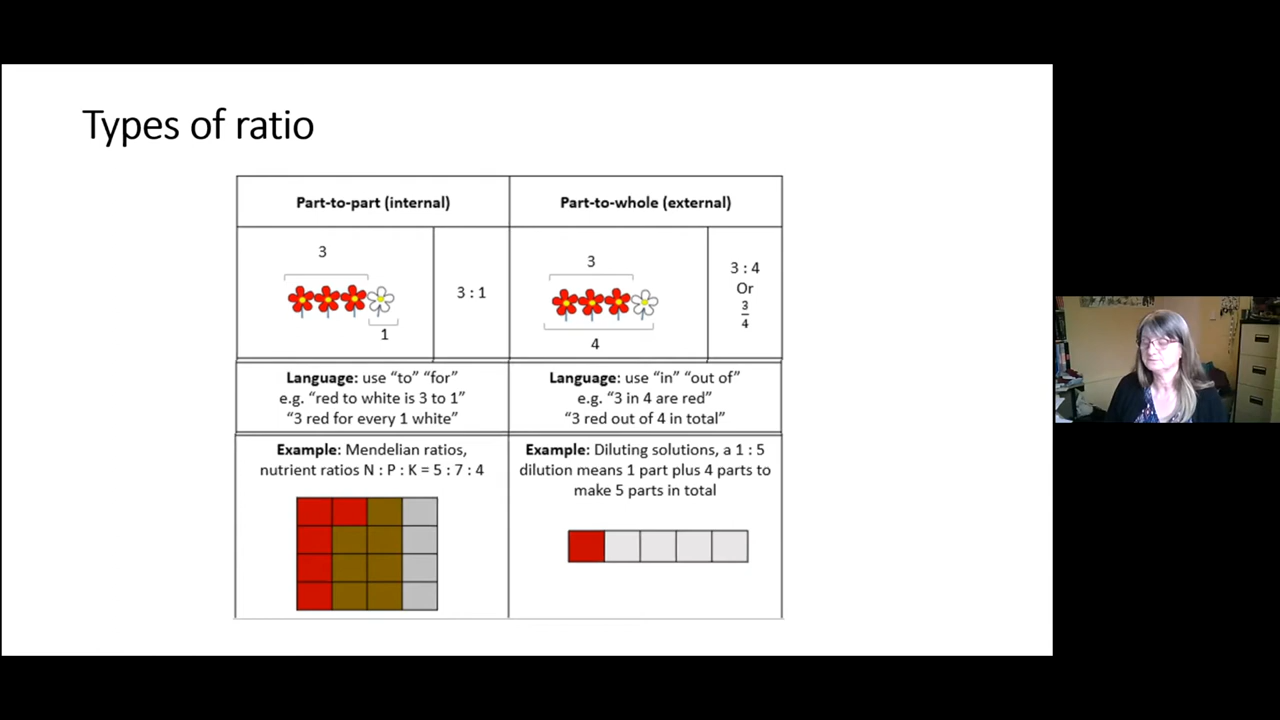 Types of ratio
Part-to-part (internal)
Part-to-whole (external)
3
1
3 : 1
3
4
3 : 4
Or
3
4
Language: use “to” “for”
e.g. “red to white is 3 to 1”
“3 red for every 1 white”
Language: use “in” “out of”
e.g. “3 in 4 are red”
“3 red out of 4 in total”
Example: Mendelian ratios,
nutrient ratios N : P : K = 5 : 7 : 4
Example: Diluting solutions, a 1 : 5
dilution means 1 part plus 4 parts to
make 5 parts in total